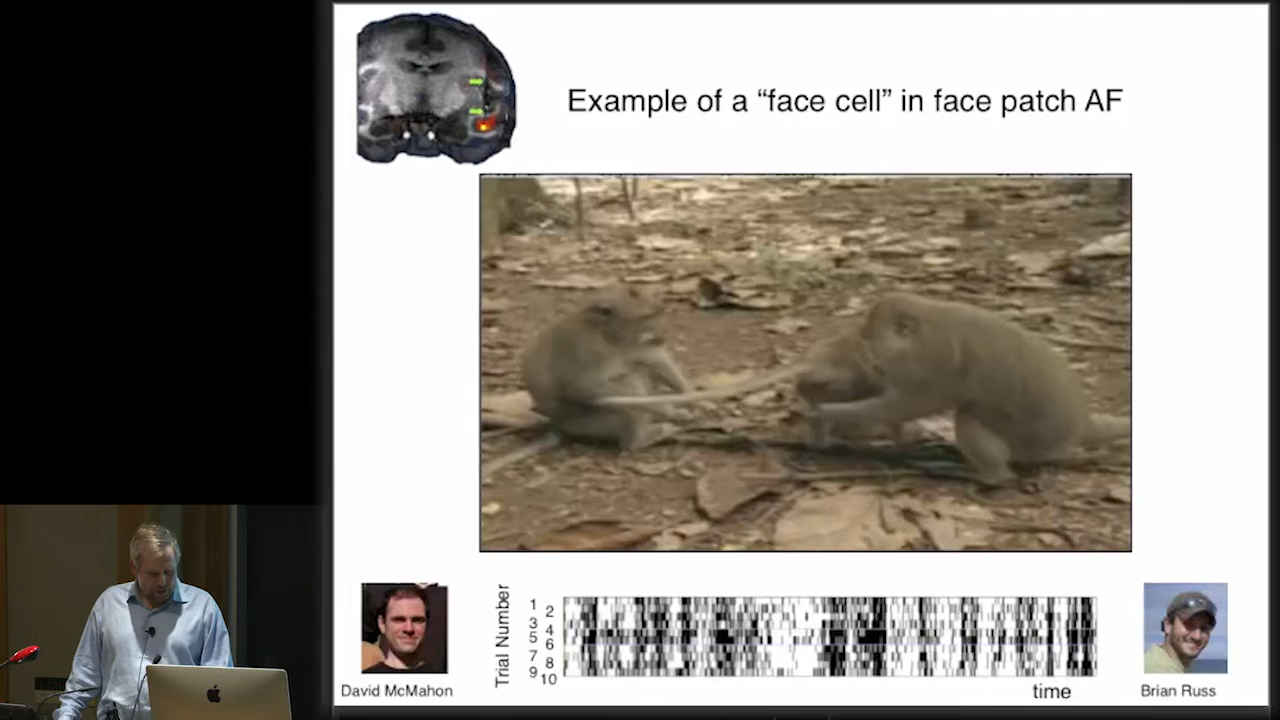 Example of a “face cell” in face patch AF
Trial Number
1
2
3
4
5
6
7
8
9
10
time
David McMahon
Brian Russ